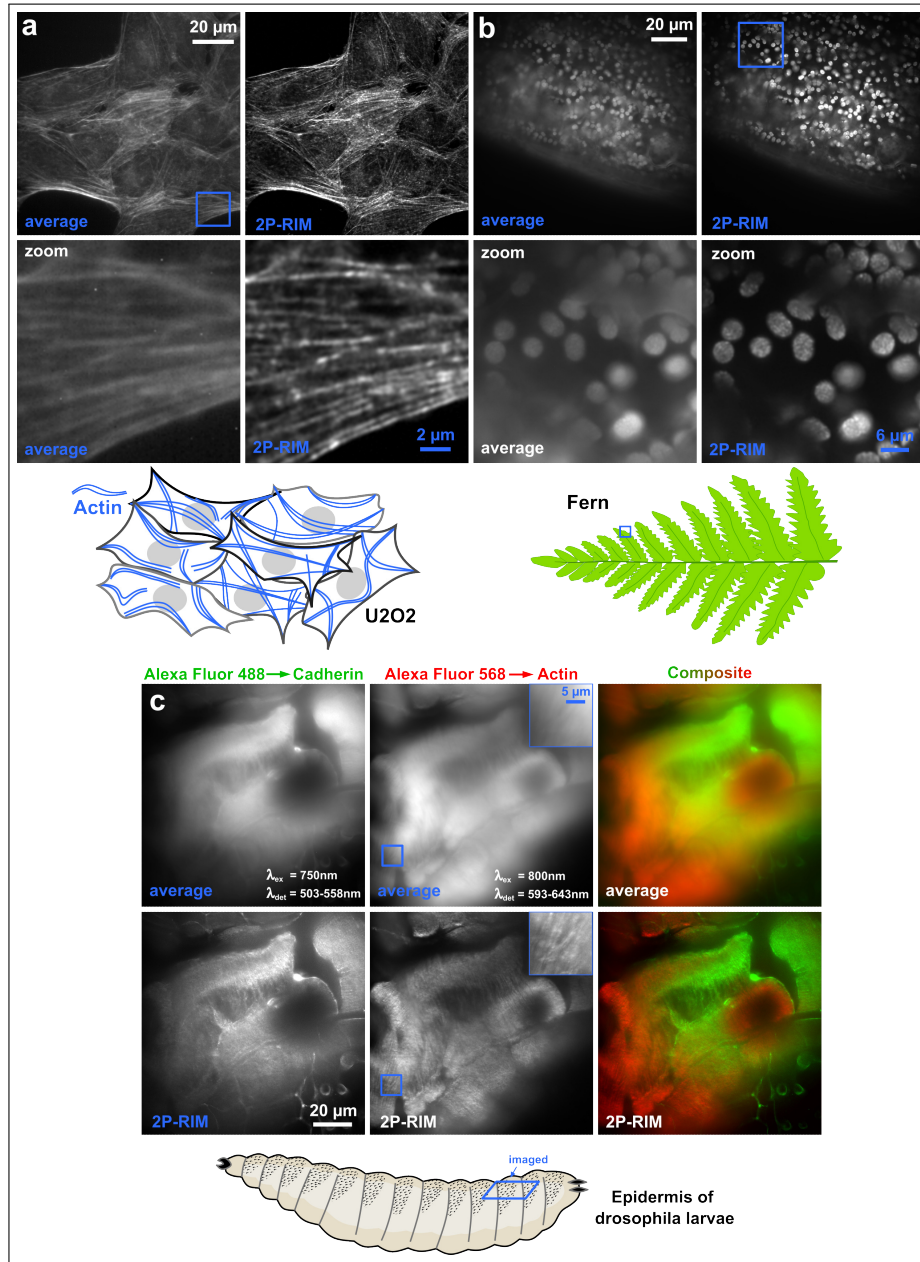 a
20 µm
average
2P-RIM
b
20 µm
zoom
average
2P-RIM
2 µm
zoom
average
zoom
2P-RIM
6 µm
Actin
U2O2
Fern
Alexa Fluor 488→Cadherin
Alexa Fluor 568→Actin
Composite
c
average
λex = 750nm
λdet = 503-558nm
5 µm
average
λex = 800nm
λdet = 593-643nm
average
2P-RIM
20 µm
2P-RIM
2P-RIM
imaged
Epidermis of
drosophila larvae